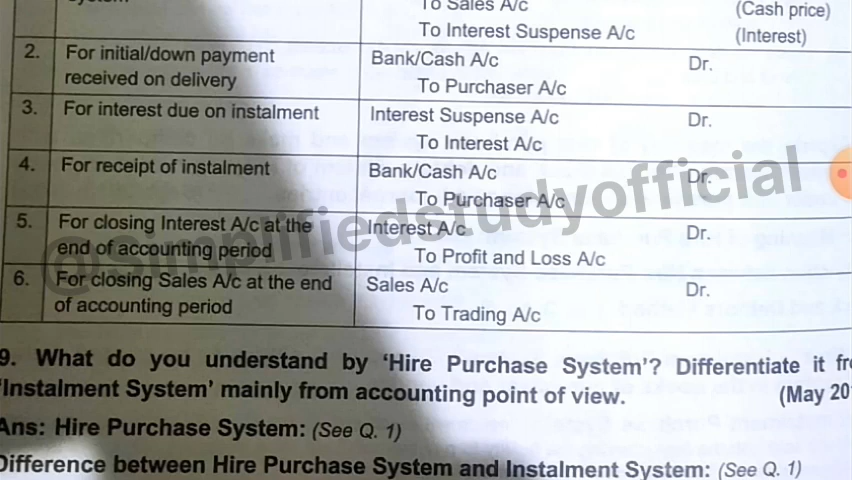 To Sales A/c (Cash price)
To Interest Suspense A/c (Interest)
2. For initial/down payment Bank/Cash A/c Dr.
received on delivery To Purchaser A/c
3. For interest due on instalment Interest Suspense A/c Dr.
To Interest A/c
4. For receipt of instalment Bank/Cash A/c Dr.
To Purchaser A/c
5. For closing Interest A/c at the Interest A/c Dr.
end of accounting period To Profit and Loss A/c
6. For closing Sales A/c at the end Sales A/c Dr.
of accounting period To Trading A/c
@simplifiedstudyofficial
9. What do you understand by ‘Hire Purchase System’? Differentiate it
‘Instalment System’ mainly from accounting point of view. (May
Ans: Hire Purchase System: (See Q. 1)
Difference between Hire Purchase System and Instalment System: (See Q. 1)